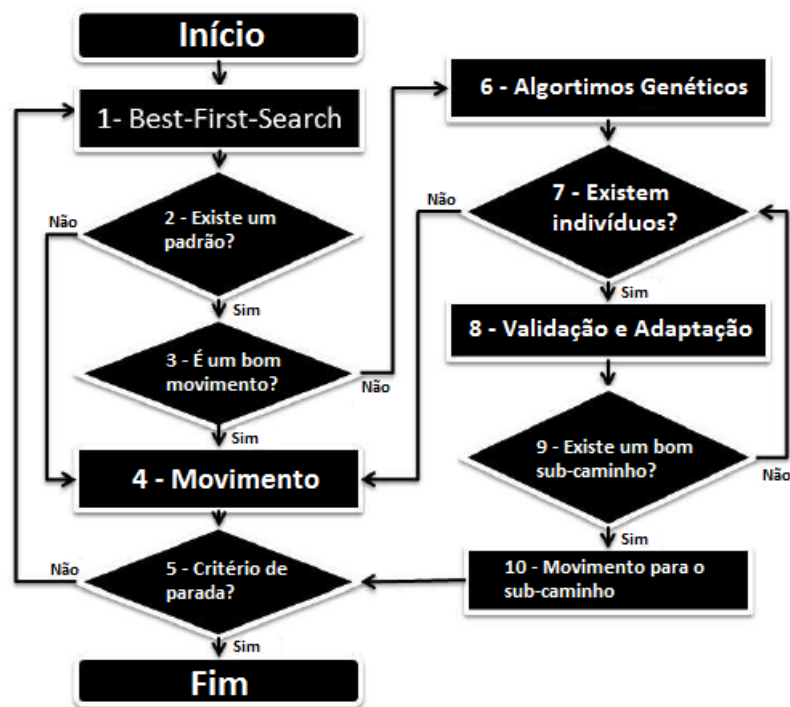 Início
1- Best-First-Search
2 - Existe um
padrão?
Não
Sim
3 - É um bom
movimento?
Não
Sim
4 - Movimento
5 - Critério de
parada?
Não
Sim
Fim
6 - Algortimos Genéticos
7 - Existem
indivíduos?
Não
Sim
8 - Validação e Adaptação
9 - Existe um bom
sub-caminho?
Não
Sim
10 - Movimento para o
sub-caminho